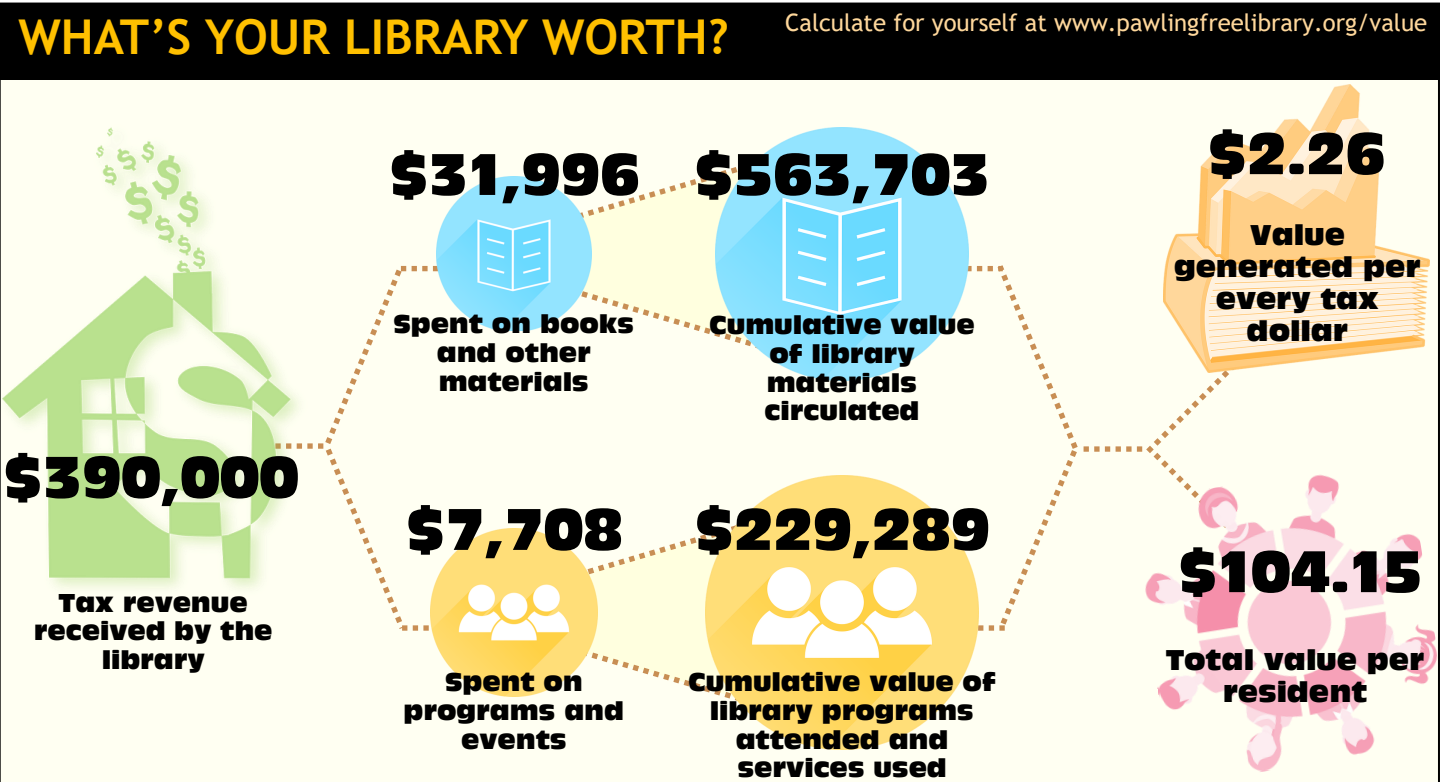 WHAT'S YOUR LIBRARY WORTH?
Calculate for yourself at www.pawlingfreelibrary.org/value
$390,000
Tax revenue
received by the
library
$31,996
Spent on books
and other
materials
$563,703
Cumulative value
of library
materials
circulated
$7,708
Spent on
programs and
events
$229,289
Cumulative value of
library programs
attended and
services used
$2.26
Value
generated per
every tax
dollar
$104.15
Total value per
resident